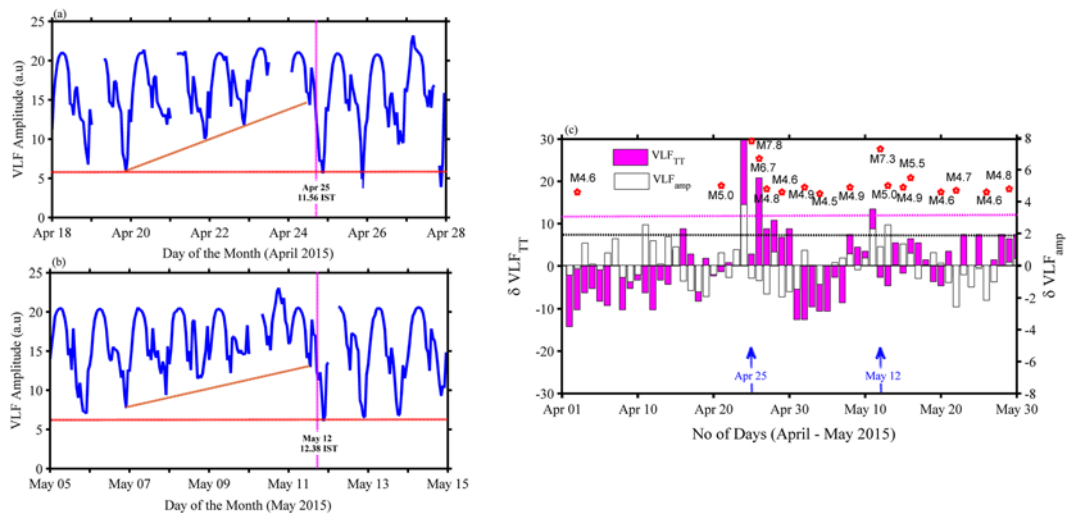 (a)
25
20
15
10
5
0
VLF Amplitude (a.u)
Apr 25
11.56 IST
Apr 18
Apr 20
Apr 22
Apr 24
Apr 26
Apr 28
Day of the Month (April 2015)
(b)
25
20
15
10
5
0
VLF Amplitude (a.u)
May 12
12.38 IST
May 05
May 07
May 09
May 11
May 13
May 15
Day of the Month (May 2015)
(c)
30
20
10
0
-10
-20
-30
δ VLF_TT
VLF_TT
VLF_amp
M4.6
M5.0
M7.8
M6.7
M4.8
M4.6
M4.9
M4.5
M4.9
M7.3
M5.0
M5.5
M4.9
M4.6
M4.7
M4.6
M4.8
8
6
4
2
0
-2
-4
-6
-8
δ VLF_amp
Apr 25
May 12
Apr 01
Apr 10
Apr 20
Apr 30
May 10
May 20
May 30
No of Days (April - May 2015)